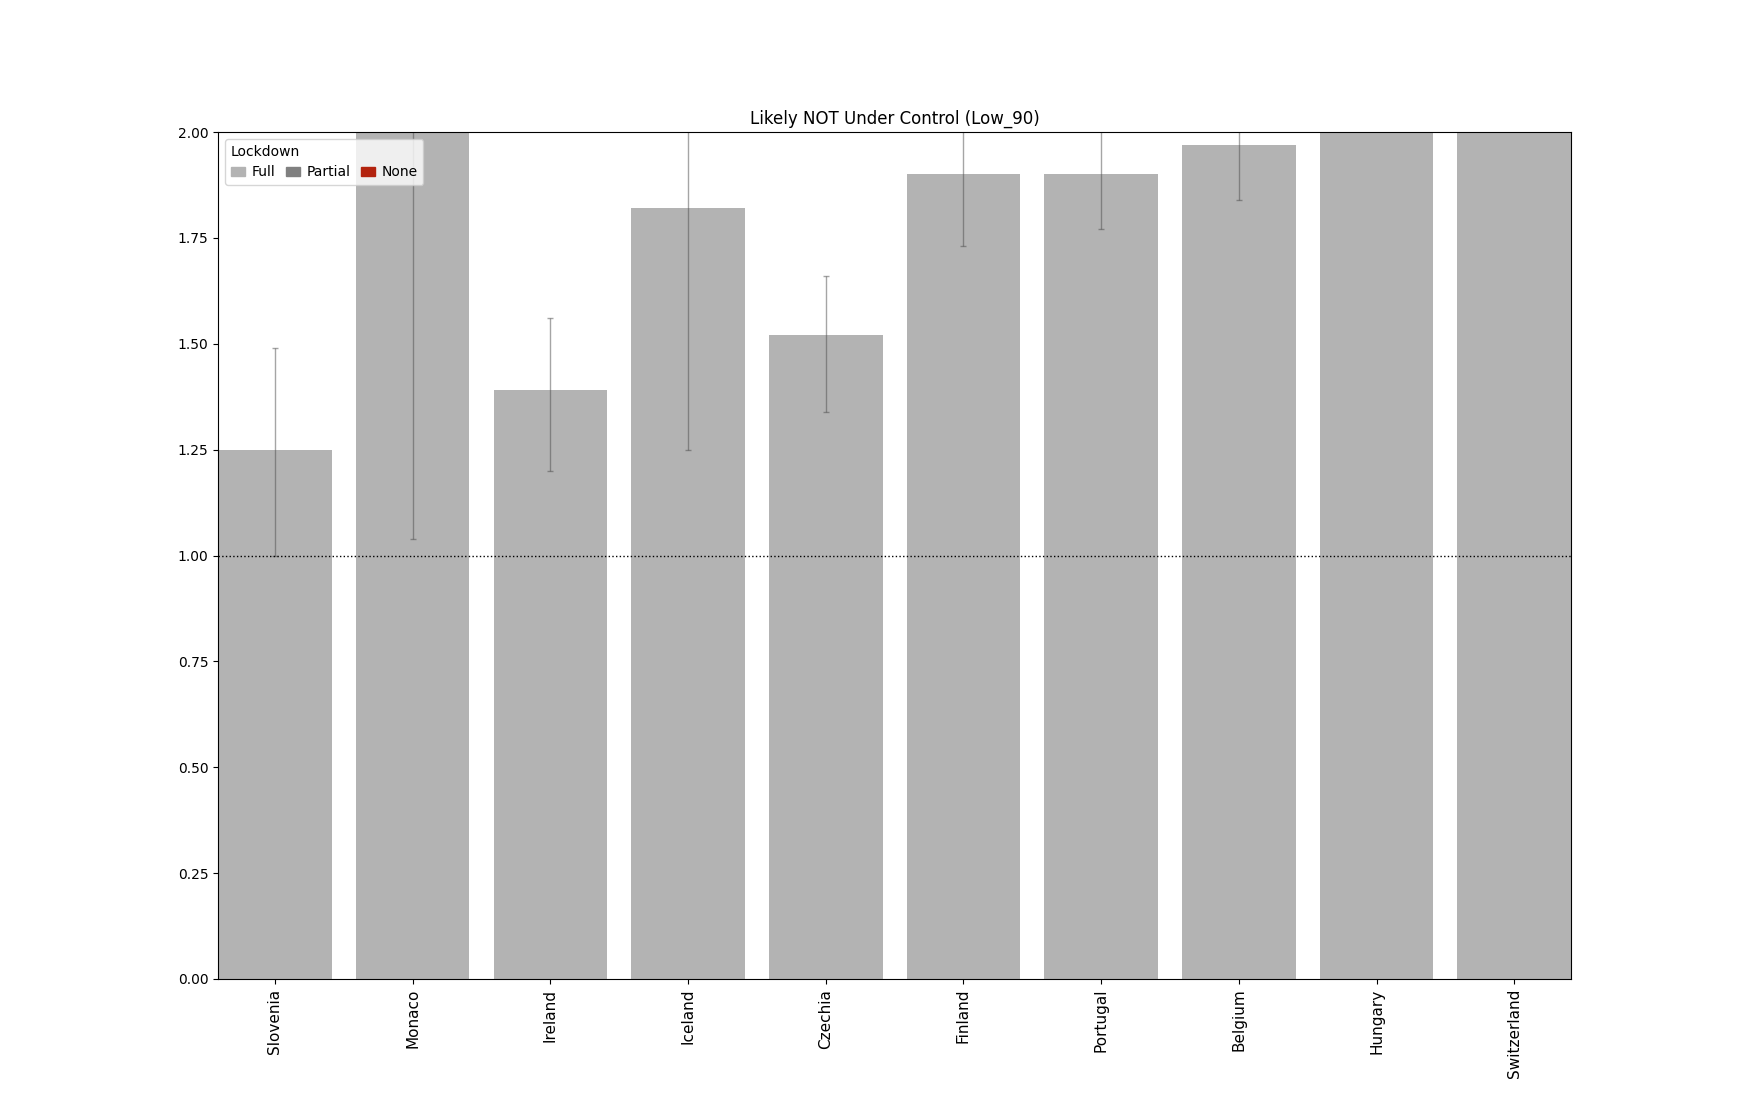 Likely NOT Under Control (Low_90)
Lockdown
Full Partial None
2.00
1.75
1.50
1.25
1.00
0.75
0.50
0.25
0.00
Slovenia
Monaco
Ireland
Iceland
Czechia
Finland
Portugal
Belgium
Hungary
Switzerland